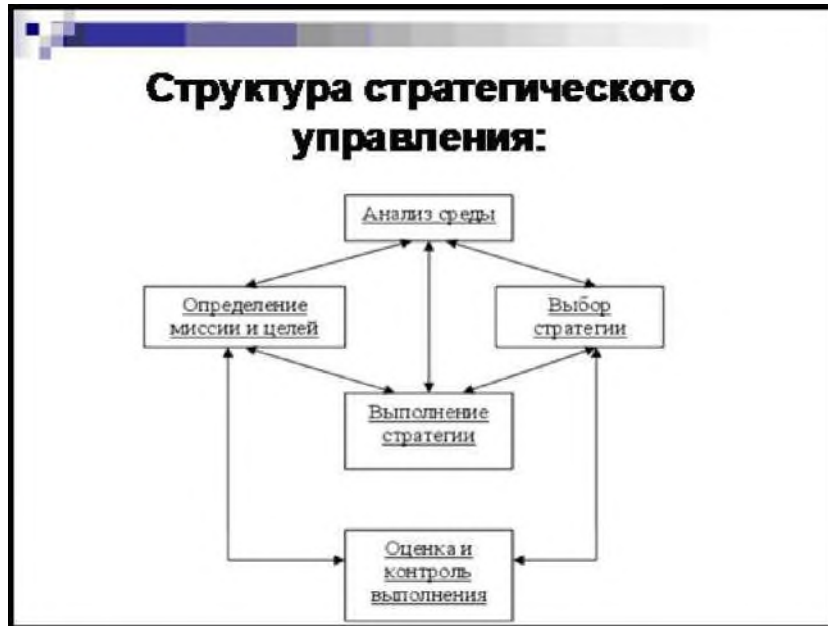 Структура стратегического
управления:
Анализ среды
Определение
миссии и целей
Выбор
стратегии
Выполнение
стратегии
Оценка и
контроль
выполнения